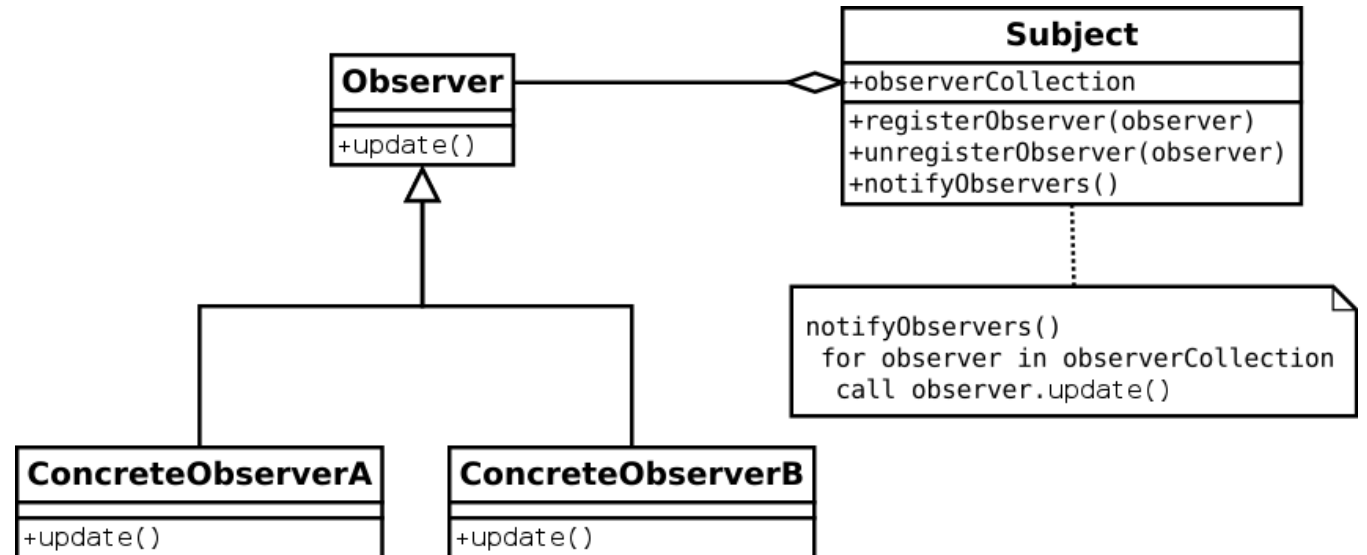 Observer
+update()
Subject
+observerCollection
+registerObserver(observer)
+unregisterObserver(observer)
+notifyObservers()
notifyObservers()
for observer in observerCollection
call observer.update()
ConcreteObserverA
+update()
ConcreteObserverB
+update()